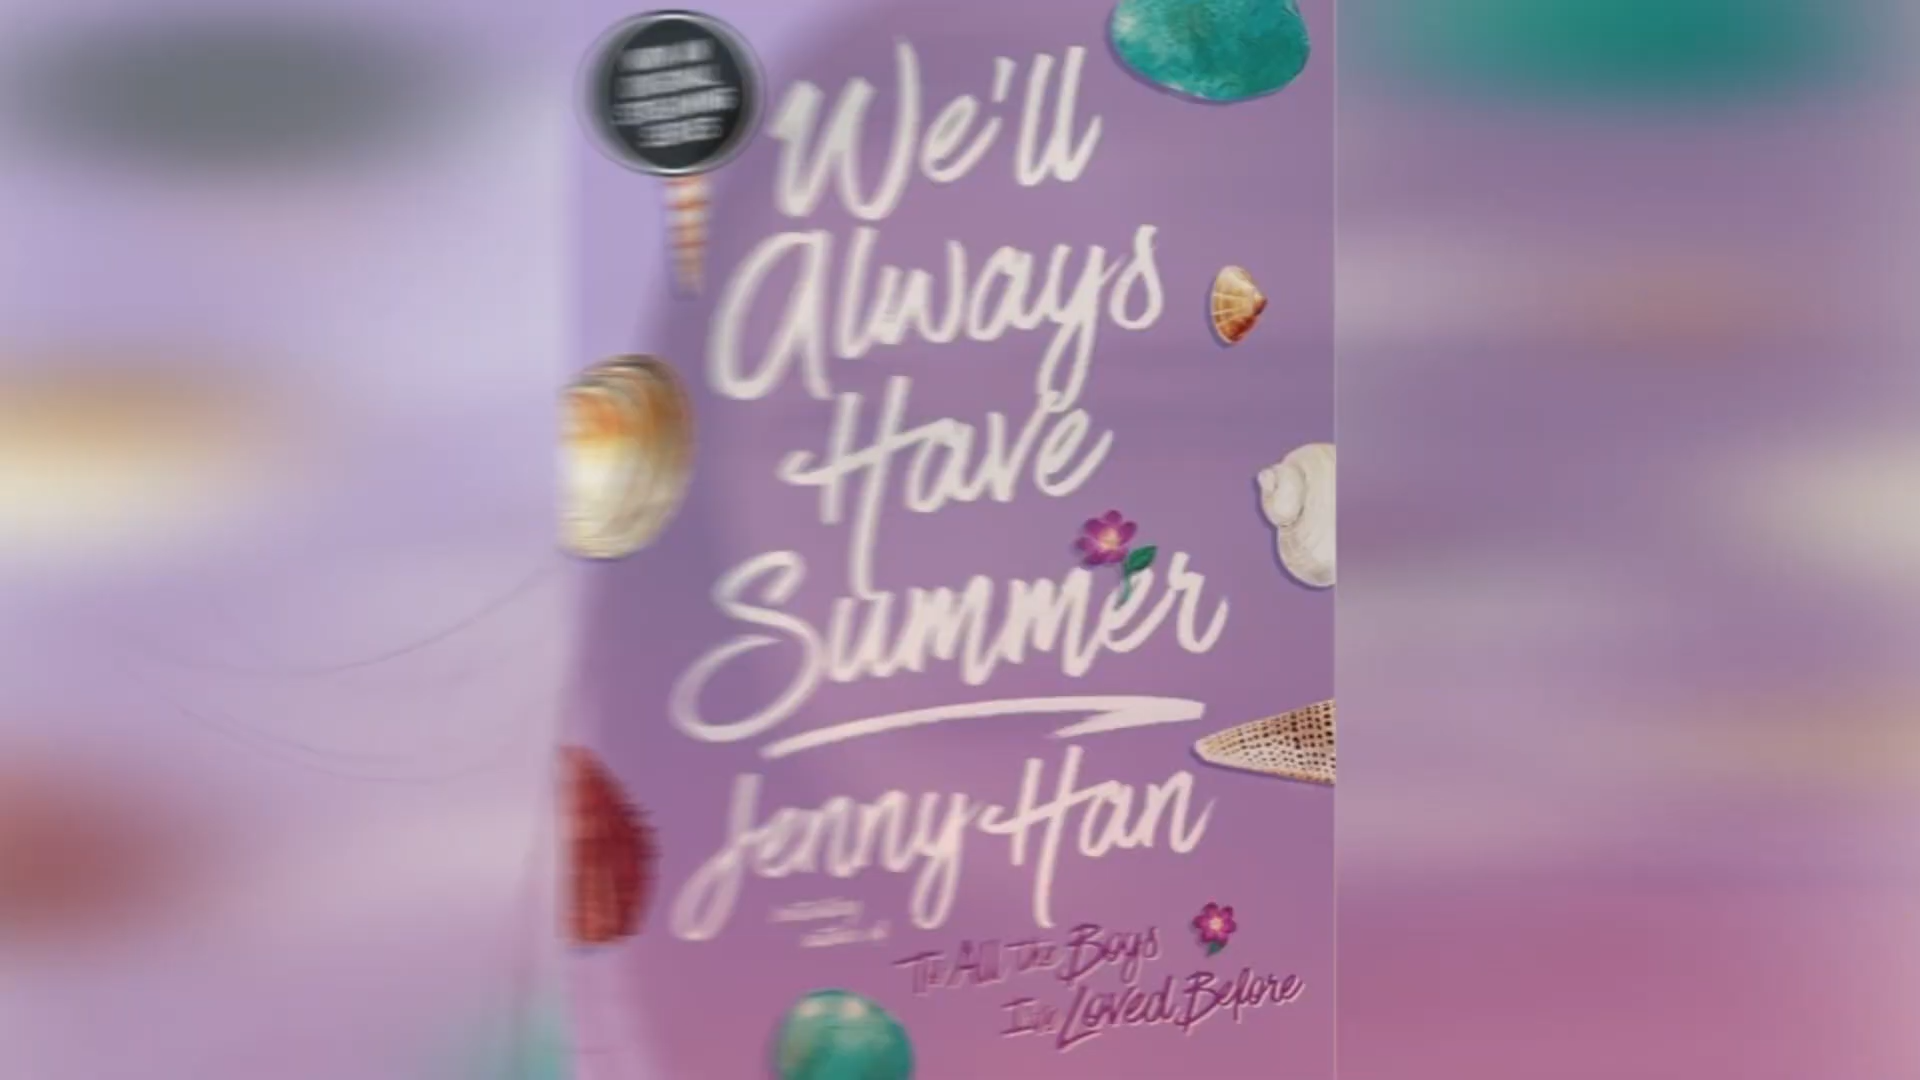 We'll
Always
Have
Summer
Jenny Han
To All The Boys
I've Loved Before